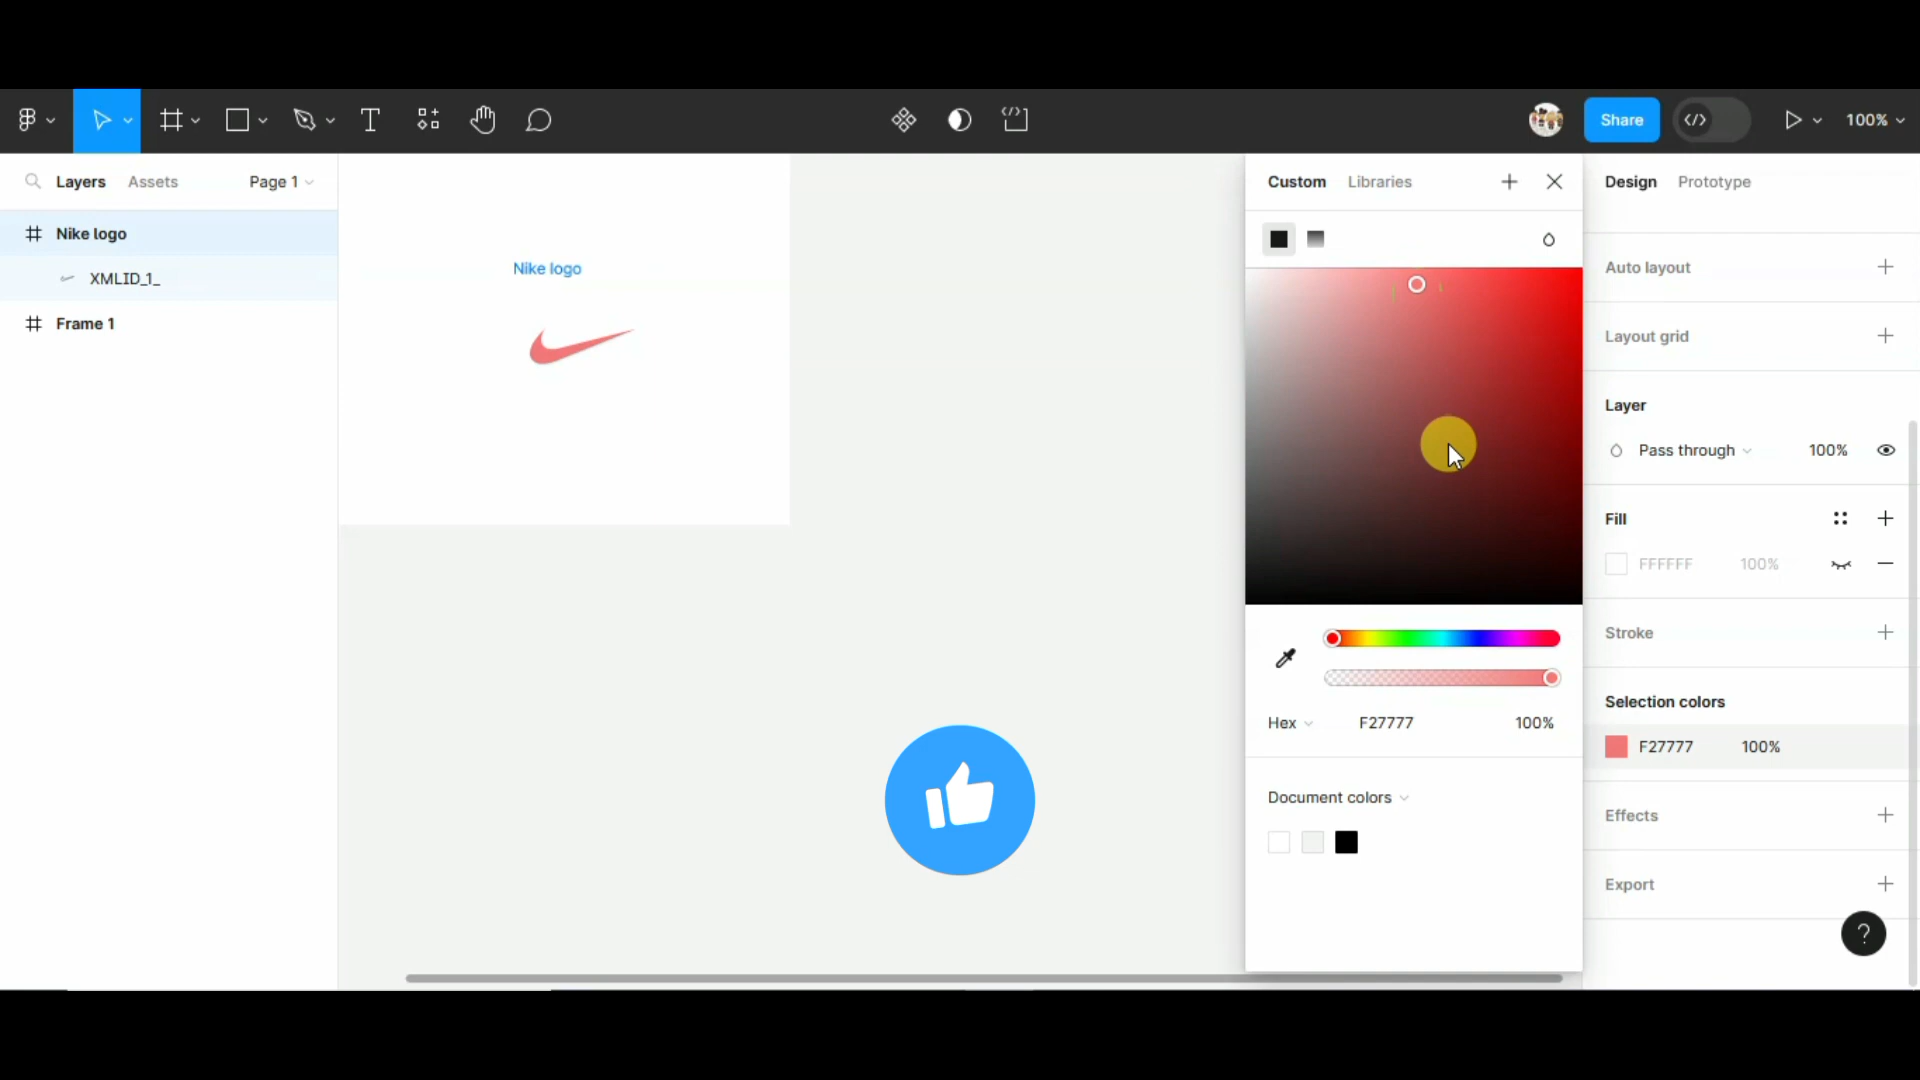 Share
100%
Layers
Assets
Page 1
Nike logo
XMLID_1_
Frame 1
Nike logo
Custom
Libraries
Hex
F27777
100%
Document colors
Design
Prototype
Auto layout
Layout grid
Layer
Pass through
100%
Fill
FFFFFF
100%
Stroke
Selection colors
F27777
100%
Effects
Export
?